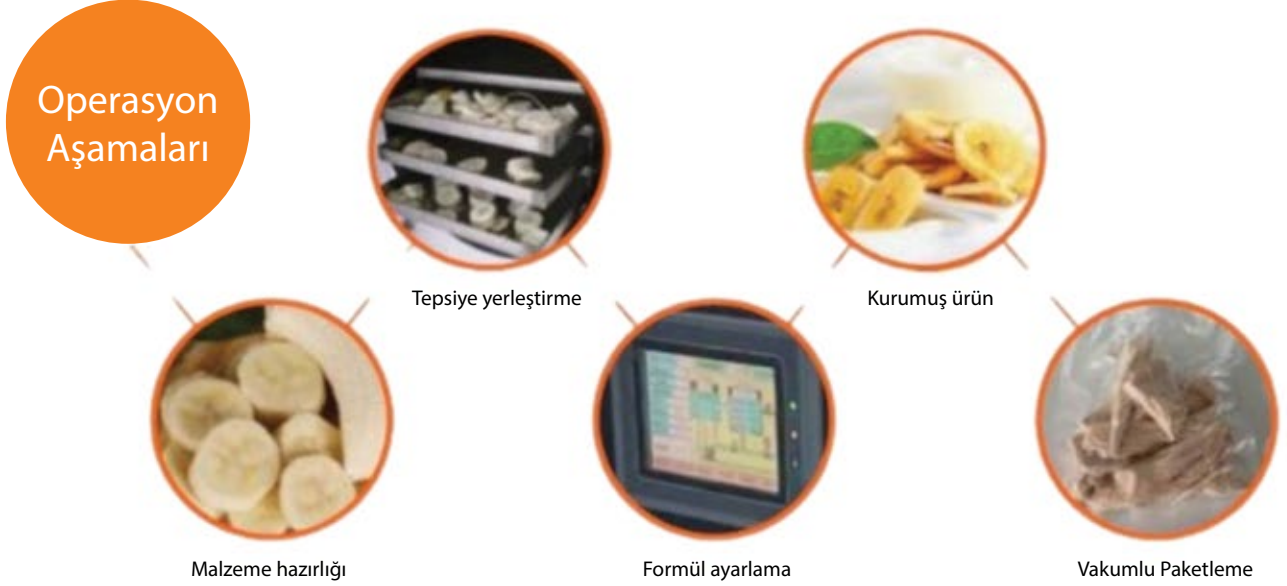 Operasyon
Aşamaları
Malzeme hazırlığı
Tepsiye yerleştirme
Formül ayarlama
Kurumuş ürün
Vakumlu Paketleme